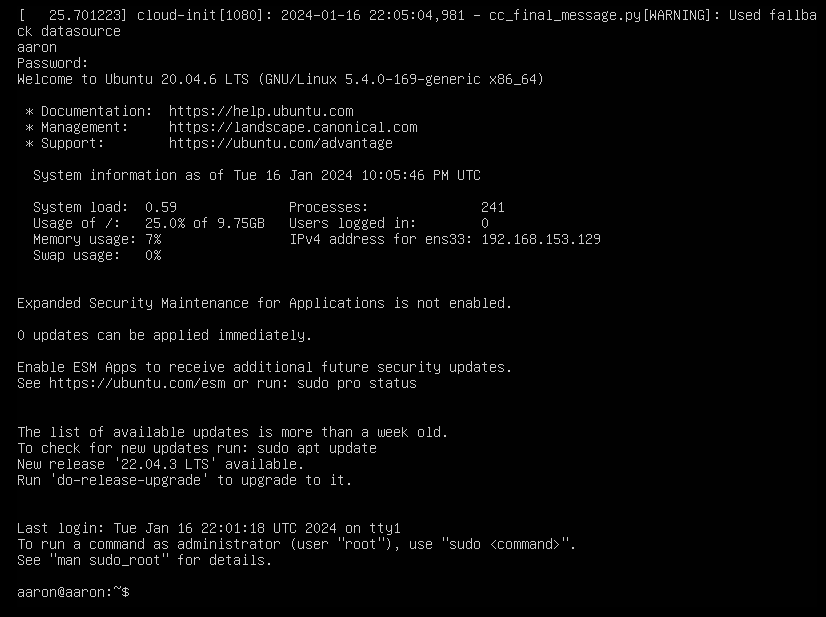 [   25.701223] cloud-init[1080]: 2024-01-16 22:05:04,981 - cc_final_message.py[WARNING]: Used fallba
ck datasource
aaron
Password:
Welcome to Ubuntu 20.04.6 LTS (GNU/Linux 5.4.0-169-generic x86_64)

 * Documentation:  https://help.ubuntu.com
 * Management:     https://landscape.canonical.com
 * Support:        https://ubuntu.com/advantage

  System information as of Tue 16 Jan 2024 10:05:46 PM UTC

  System load:  0.59              Processes:              241
  Usage of /:   25.0% of 9.75GB   Users logged in:        0
  Memory usage: 7%                IPv4 address for ens33: 192.168.153.129
  Swap usage:   0%

Expanded Security Maintenance for Applications is not enabled.

0 updates can be applied immediately.

Enable ESM Apps to receive additional future security updates.
See https://ubuntu.com/esm or run: sudo pro status

The list of available updates is more than a week old.
To check for new updates run: sudo apt update
New release '22.04.3 LTS' available.
Run 'do-release-upgrade' to upgrade to it.

Last login: Tue Jan 16 22:01:18 UTC 2024 on tty1
To run a command as administrator (user "root"), use "sudo <command>".
See "man sudo_root" for details.

aaron@aaron:~$